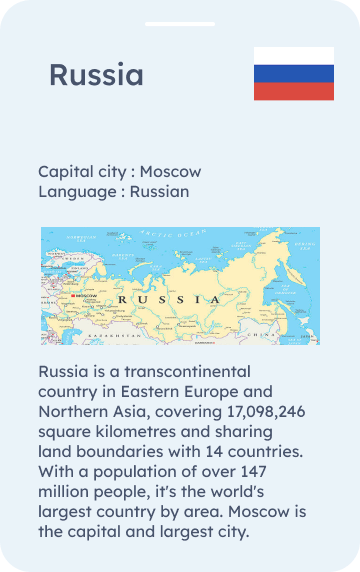 Russia
Capital city : Moscow
Language : Russian
ARCTIC OCEAN
MOSCOW
RUSSIA
KAZAKHSTAN
CHINA
Russia is a transcontinental
country in Eastern Europe and
Northern Asia, covering 17,098,246
square kilometres and sharing
land boundaries with 14 countries.
With a population of over 147
million people, it's the world's
largest country by area. Moscow is
the capital and largest city.